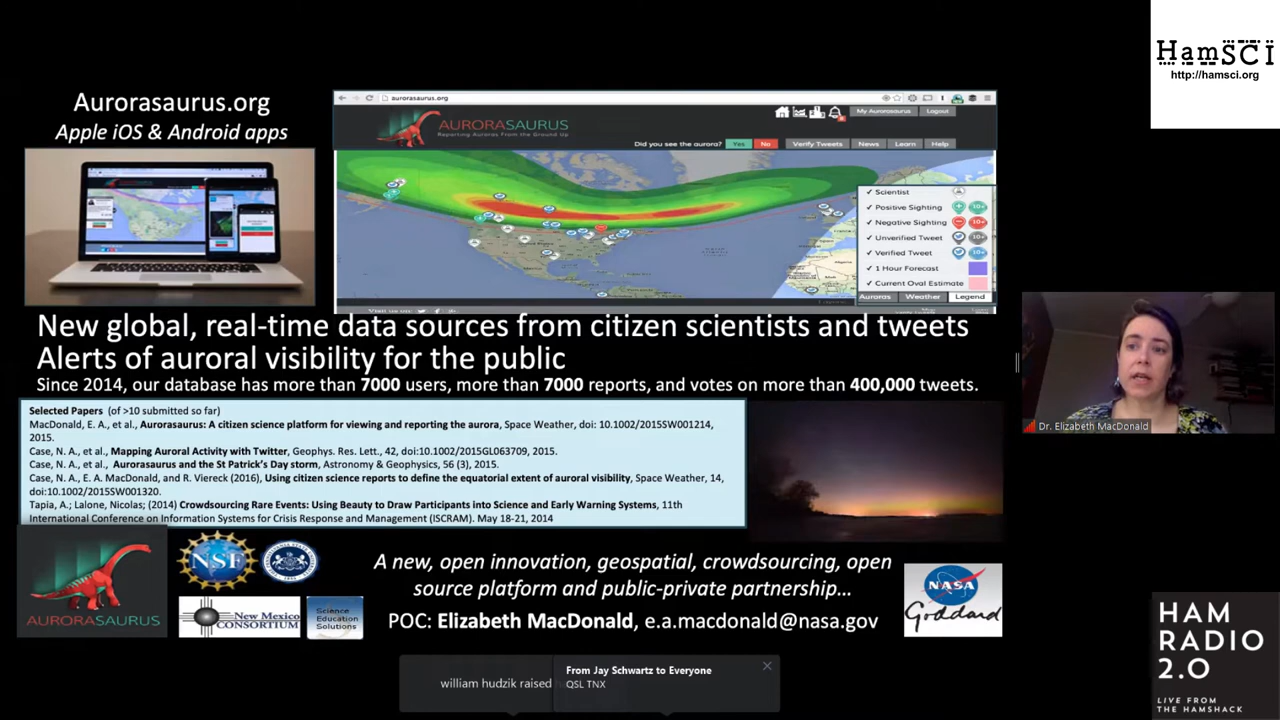 HamSCI
http://hamsci.org
Aurorasaurus.org
Apple iOS & Android apps
aurorasaurus.org
AURORASAURUS
Reporting Auroras From the Ground Up
My Aurorasaurus
Logout
Did you see the aurora?
Yes
No
Verify Tweets
News
Learn
Help
✓ Scientist
✓ Positive Sighting
10+
✓ Negative Sighting
10+
✓ Unverified Tweet
10+
✓ Verified Tweet
10+
✓ 1 Hour Forecast
✓ Current Oval Estimate
Auroras
Weather
Legend
New global, real-time data sources from citizen scientists and tweets
Alerts of auroral visibility for the public
Since 2014, our database has more than 7000 users, more than 7000 reports, and votes on more than 400,000 tweets.
Selected Papers (of >10 submitted so far)
MacDonald, E. A., et al., Aurorasaurus: A citizen science platform for viewing and reporting the aurora, Space Weather, doi: 10.1002/2015SW001214,
2015.
Case, N. A., et al., Mapping Auroral Activity with Twitter, Geophys. Res. Lett., 42, doi:10.1002/2015GL063709, 2015.
Case, N. A., et al., Aurorasaurus and the St Patrick's Day storm, Astronomy & Geophysics, 56 (3), 2015.
Case, N. A., E. A. MacDonald, and R. Viereck (2016), Using citizen science reports to define the equatorial extent of auroral visibility, Space Weather, 14,
doi:10.1002/2015SW001320.
Tapia, A.; Lalone, Nicolas; (2014) Crowdsourcing Rare Events: Using Beauty to Draw Participants into Science and Early Warning Systems, 11th
International Conference on Information Systems for Crisis Response and Management (ISCRAM). May 18-21, 2014
Dr. Elizabeth MacDonald
AURORASAURUS
NSF
New Mexico
CONSORTIUM
Science
Education
Solutions
A new, open innovation, geospatial, crowdsourcing, open
source platform and public-private partnership...
POC: Elizabeth MacDonald, e.a.macdonald@nasa.gov
NASA
Goddard
HAM
RADIO
2.0
LIVE FROM
THE HAMSHACK
william hudzik raised
From Jay Schwartz to Everyone
QSL TNX